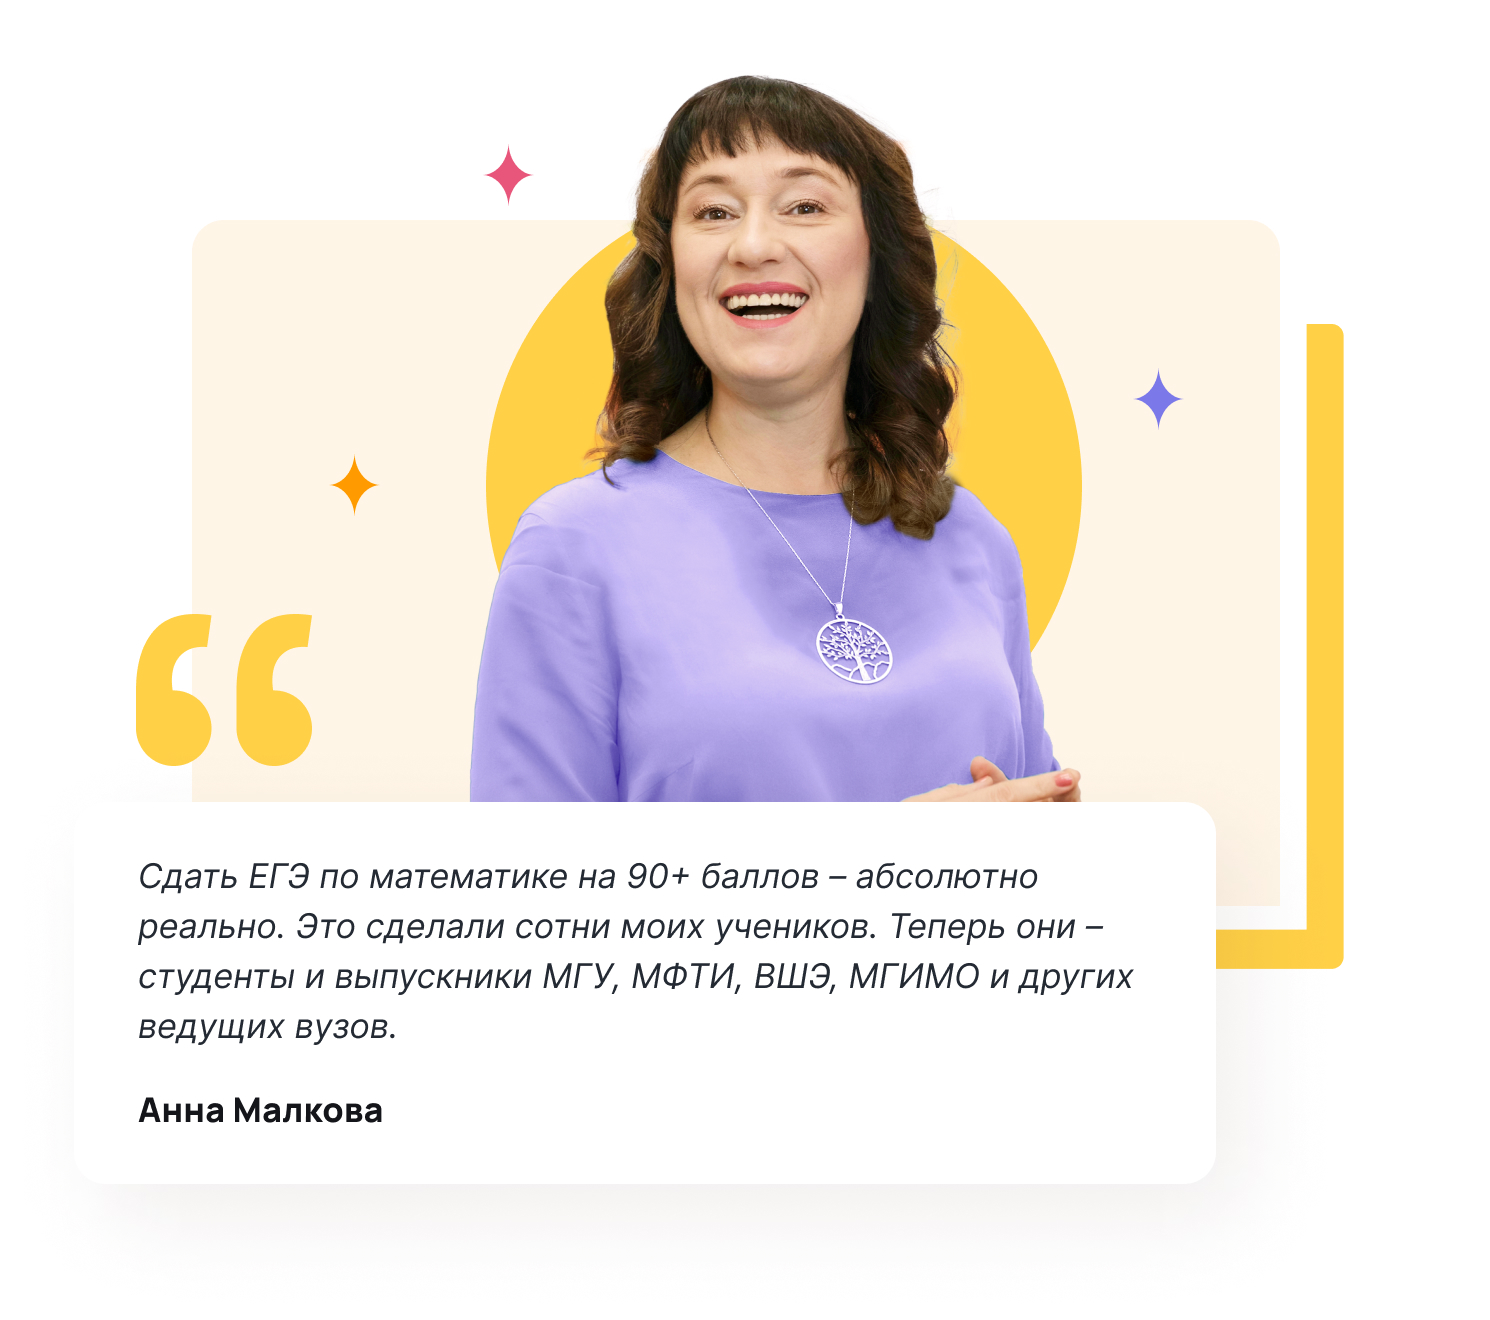 Сдать ЕГЭ по математике на 90+ баллов – абсолютно
реально. Это сделали сотни моих учеников. Теперь они –
студенты и выпускники МГУ, МФТИ, ВШЭ, МГИМО и других
ведущих вузов.
Анна Малкова